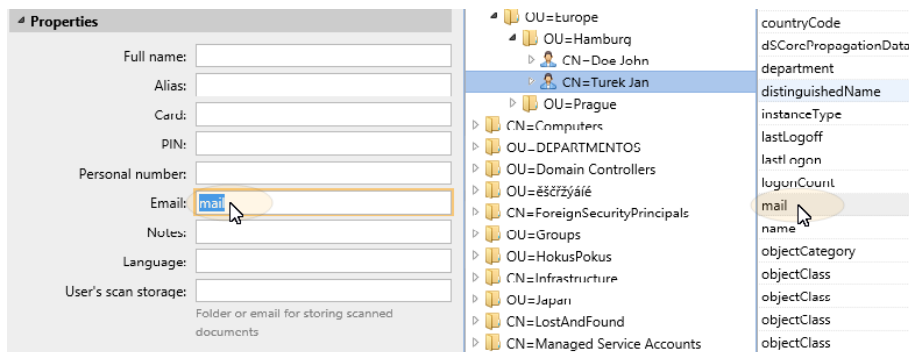 Properties
Full name:
Alias:
Card:
PIN:
Personal number:
Email: mail
Notes:
Language:
User's scan storage:
Folder or email for storing scanned
documents
OU=Europe
OU=Hamburg
CN=Doe John
CN=Turek Jan
OU=Prague
CN=Computers
OU=DEPARTMENTOS
OU=Domain Controllers
OU=ěščřžýáíé
CN=ForeignSecurityPrincipals
OU=Groups
OU=HokusPokus
CN=Infrastructure
OU=Japan
CN=LostAndFound
CN=Managed Service Accounts
countryCode
dSCorePropagationData
department
distinguishedName
instanceType
lastLogoff
lastLogon
logonCount
mail
name
objectCategory
objectClass
objectClass
objectClass
objectClass